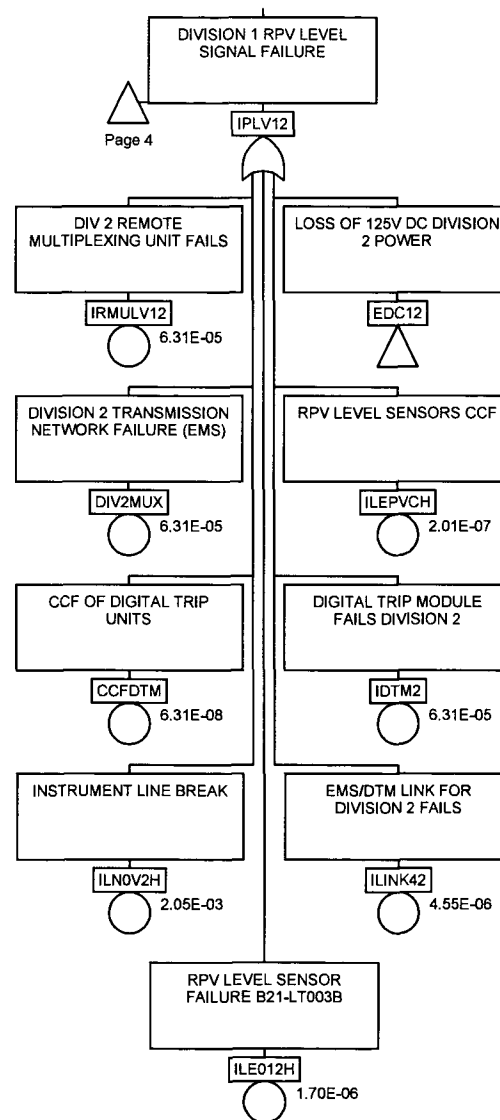 DIVISION 1 RPV LEVEL
SIGNAL FAILURE
Page 4
IPLV12
DIV 2 REMOTE
MULTIPLEXING UNIT FAILS
IRMULV12
6.31E-05
LOSS OF 125V DC DIVISION
2 POWER
EDC12
DIVISION 2 TRANSMISSION
NETWORK FAILURE (EMS)
DIV2MUX
6.31E-05
RPV LEVEL SENSORS CCF
ILEPVCH
2.01E-07
CCF OF DIGITAL TRIP
UNITS
CCFDTM
6.31E-08
DIGITAL TRIP MODULE
FAILS DIVISION 2
IDTM2
6.31E-05
INSTRUMENT LINE BREAK
ILN0V2H
2.05E-03
EMS/DTM LINK FOR
DIVISION 2 FAILS
ILINK42
4.55E-06
RPV LEVEL SENSOR
FAILURE B21-LT003B
ILE012H
1.70E-06